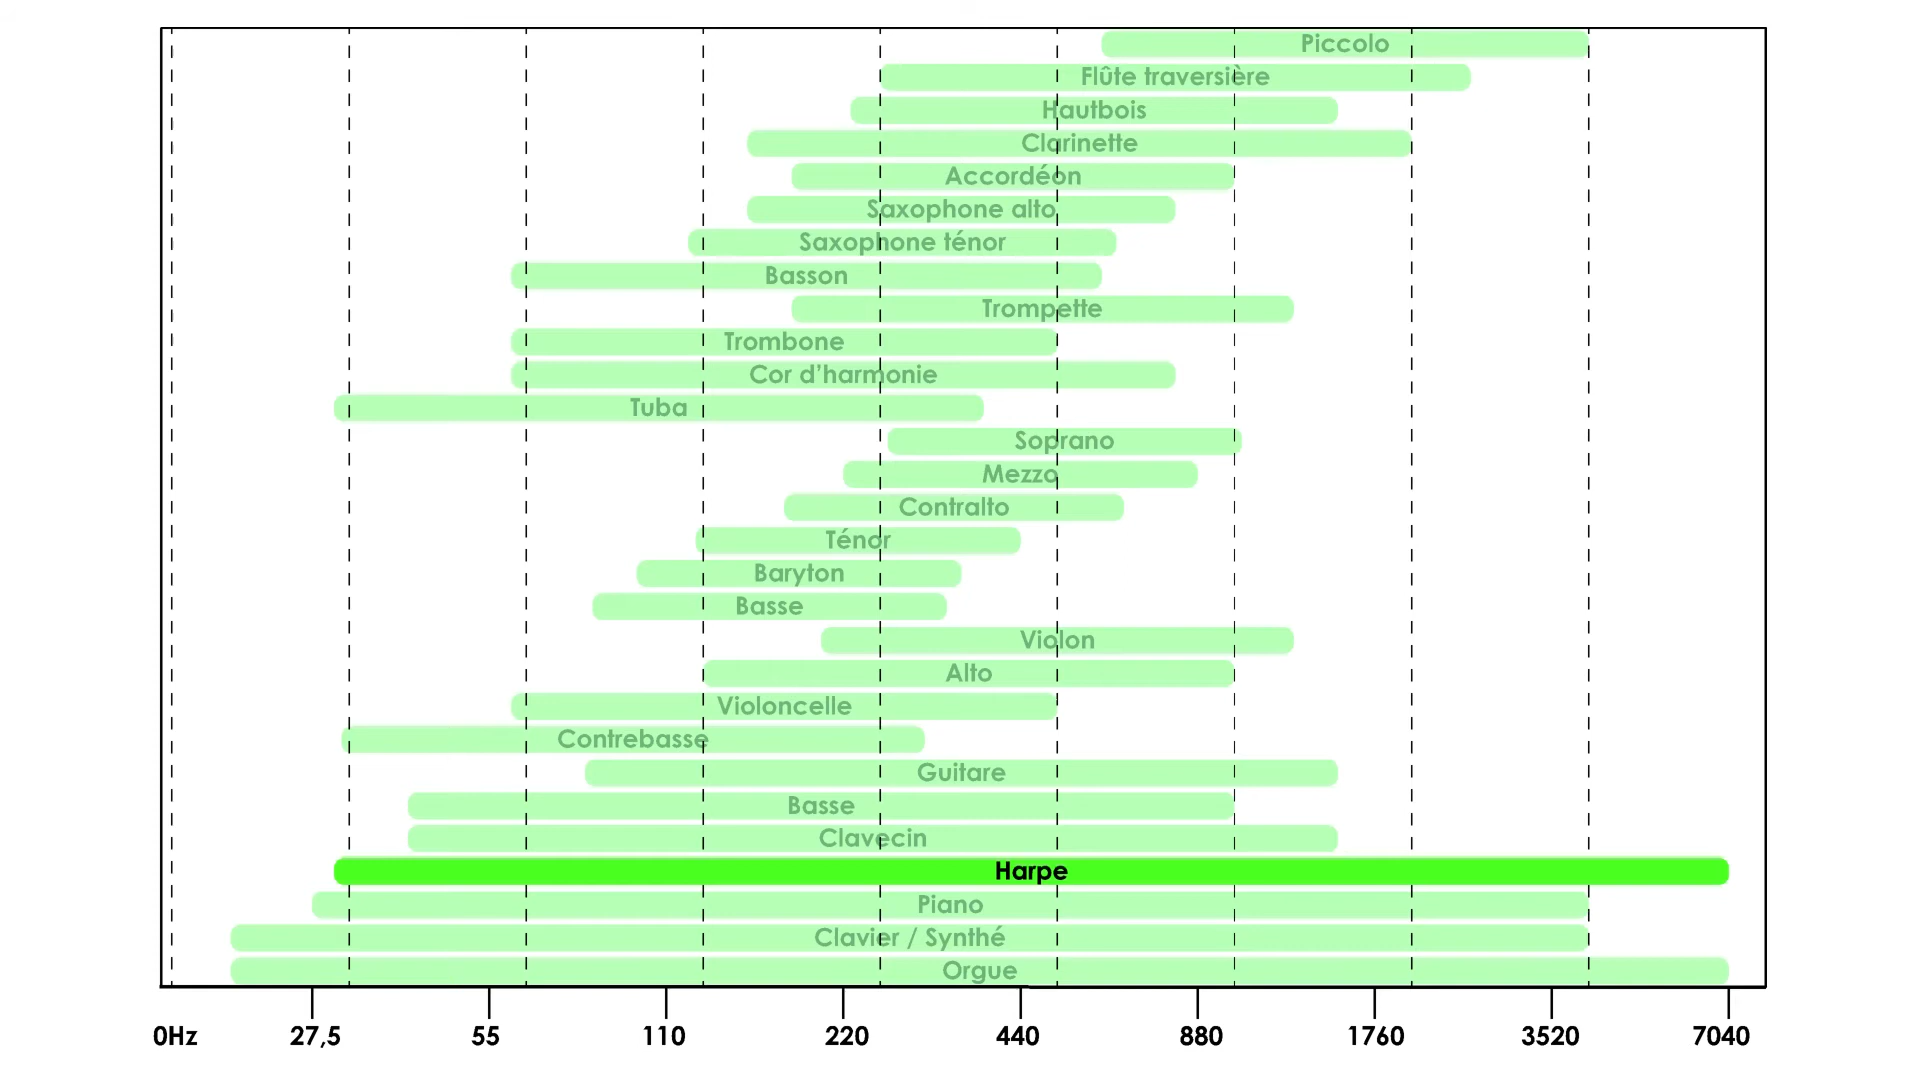 Piccolo
Flûte traversière
Hautbois
Clarinette
Accordéon
Saxophone alto
Saxophone ténor
Basson
Trompette
Trombone
Cor d’harmonie
Tuba
Soprano
Mezzo
Contralto
Ténor
Baryton
Basse
Violon
Alto
Violoncelle
Contrebasse
Guitare
Basse
Clavecin
Harpe
Piano
Clavier / Synthé
Orgue
0Hz 27,5 55 110 220 440 880 1760 3520 7040